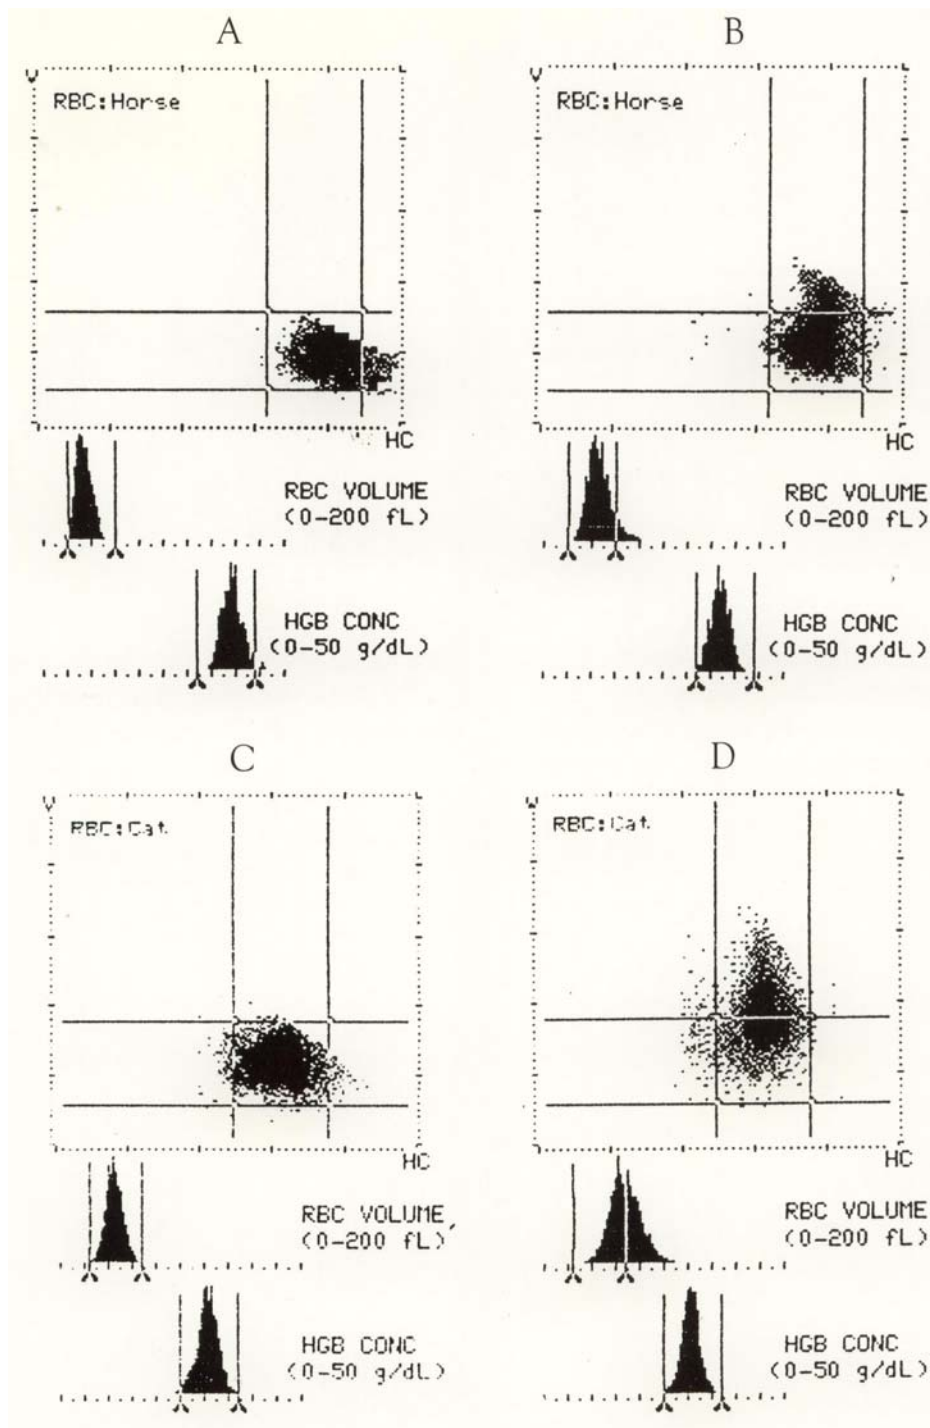 A
RBC:Horse
V
HC
RBC VOLUME
(0-200 fL)
HGB CONC
(0-50 g/dL)
B
RBC:Horse
V
HC
RBC VOLUME
(0-200 fL)
HGB CONC
(0-50 g/dL)
C
V
RBC:Cat
HC
RBC VOLUME
(0-200 fL)
HGB CONC
(0-50 g/dL)
D
V
RBC:Cat
HC
RBC VOLUME
(0-200 fL)
HGB CONC
(0-50 g/dL)